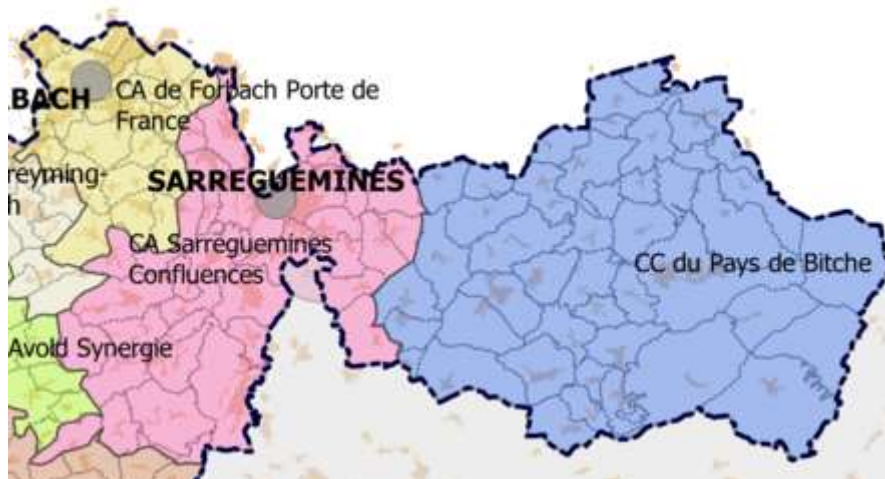 CA de Forbach Porte de
France
BACH
reyming-
h
SARREGUEMINES
CA Sarreguemines
Confluences
CC du Pays de Bitche
Avold Synergie